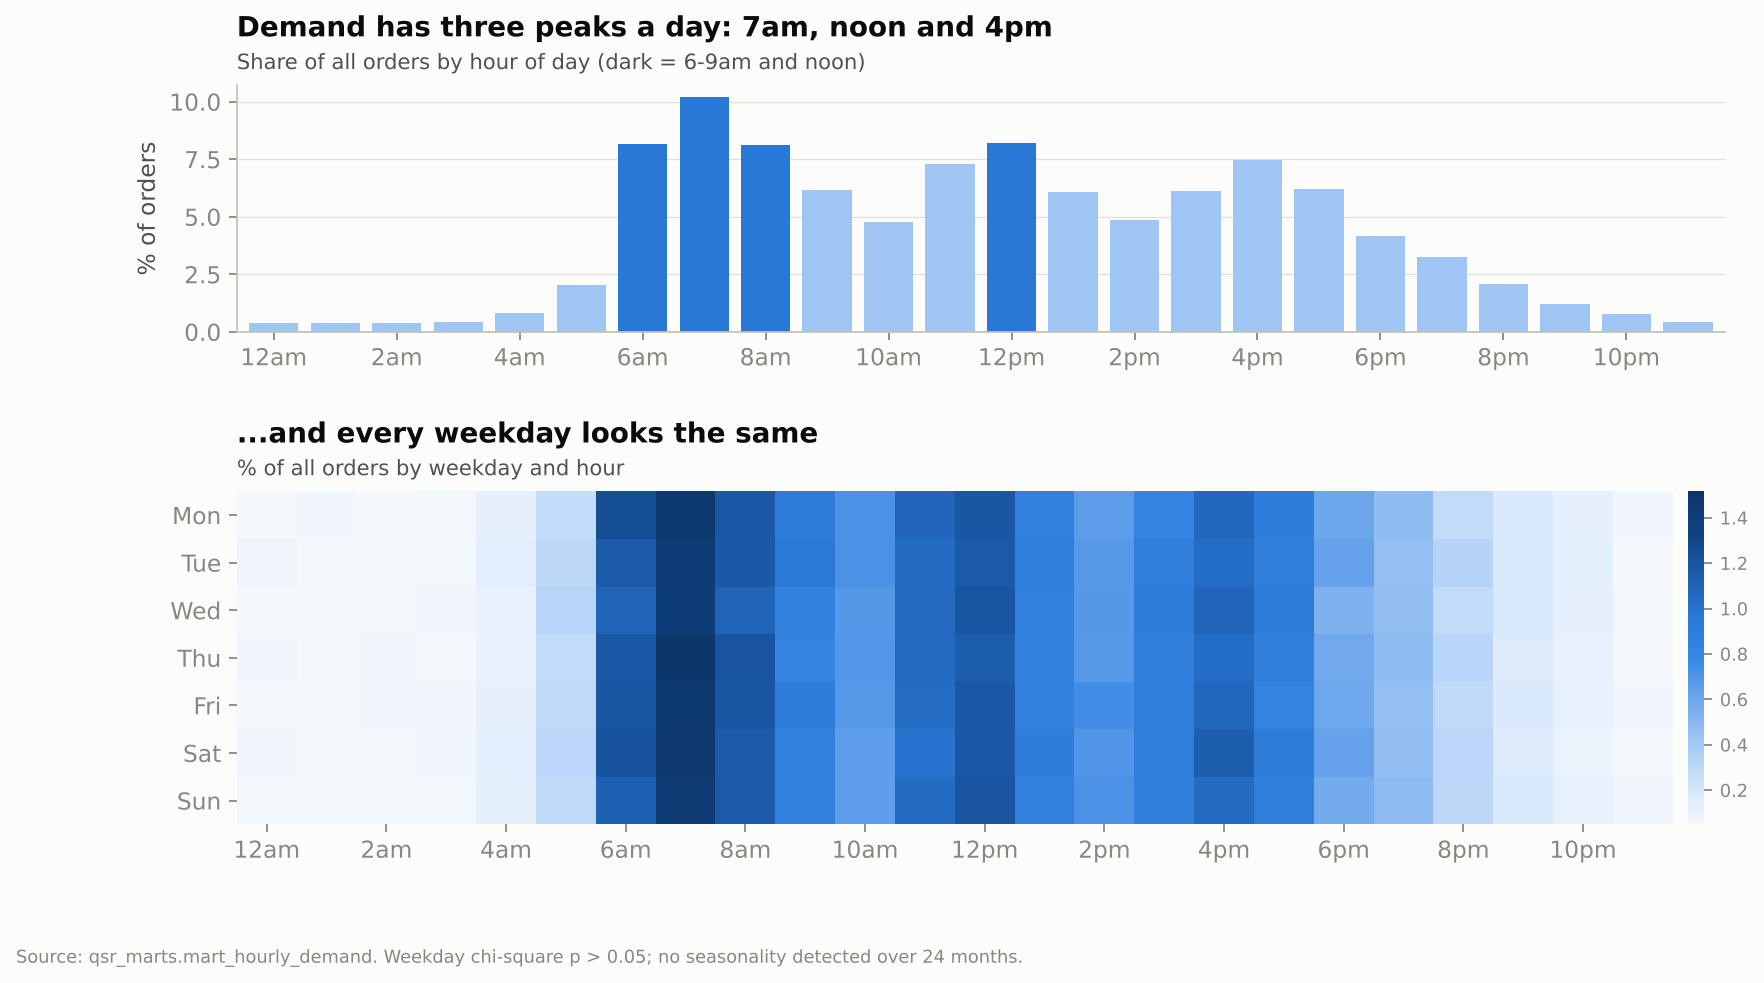 Demand has three peaks a day: 7am, noon and 4pm
Share of all orders by hour of day (dark = 6-9am and noon)
% of orders
10.0
7.5
5.0
2.5
0.0
12am 2am 4am 6am 8am 10am 12pm 2pm 4pm 6pm 8pm 10pm
...and every weekday looks the same
% of all orders by weekday and hour
Mon
Tue
Wed
Thu
Fri
Sat
Sun
1.4
1.2
1.0
0.8
0.6
0.4
0.2
12am 2am 4am 6am 8am 10am 12pm 2pm 4pm 6pm 8pm 10pm
Source: qsr_marts.mart_hourly_demand. Weekday chi-square p > 0.05; no seasonality detected over 24 months.